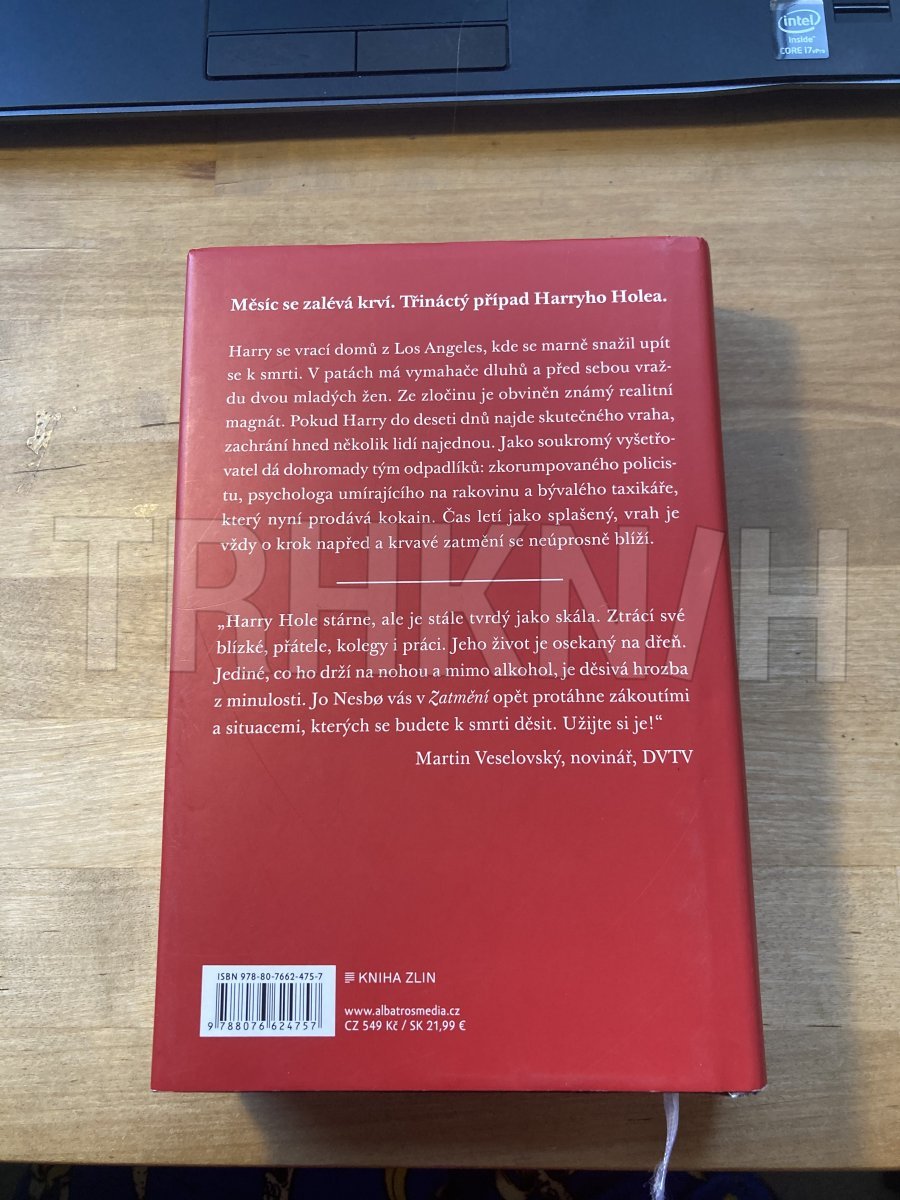 intel
inside™
CORE i7 vPro
Měsíc se zalévá krví. Třináctý případ Harryho Holea.
Harry se vrací domů z Los Angeles, kde se marně snažil upít
se k smrti. V patách má vymahače dluhů a před sebou vraž-
du dvou mladých žen. Ze zločinu je obviněn známý realitní
magnát. Pokud Harry do deseti dnů najde skutečného vraha,
zachrání hned několik lidí najednou. Jako soukromý vyšetřo-
vatel dá dohromady tým odpadlíků: zkorumpovaného policis-
tu, psychologa umírajícího na rakovinu a bývalého taxikáře,
který nyní prodává kokain. Čas letí jako splašený, vrah je
vždy o krok napřed a krvavé zatmění se neúprosně blíží.
TRHKNIH
„Harry Hole stárne, ale je stále tvrdý jako skála. Ztrácí své
blízké, přátele, kolegy i práci. Jeho život je osekaný na dřeň.
Jediné, co ho drží na nohou a mimo alkohol, je děsivá hrozba
z minulosti. Jo Nesbø vás v Zatmění opět protáhne zákoutími
a situacemi, kterých se budete k smrti děsit. Užijte si je!“
Martin Veselovský, novinář, DVTV
ISBN 978-80-7662-475-7
9 788076 624757
KNIHA ZLIN
www.albatrosmedia.cz
CZ 549 Kč / SK 21,99 €